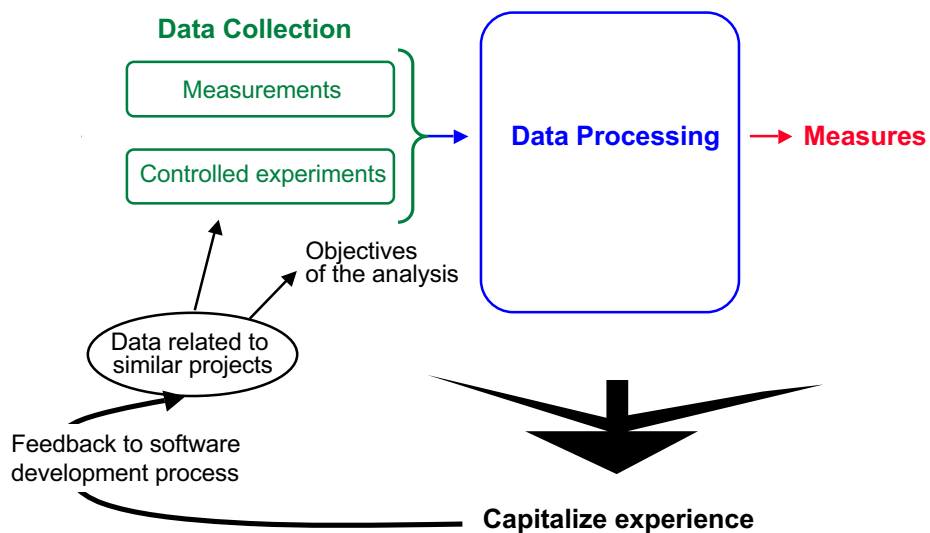 Data Collection
Measurements
Controlled experiments
Data Processing
Measures
Objectives
of the analysis
Data related to
similar projects
Feedback to software
development process
Capitalize experience